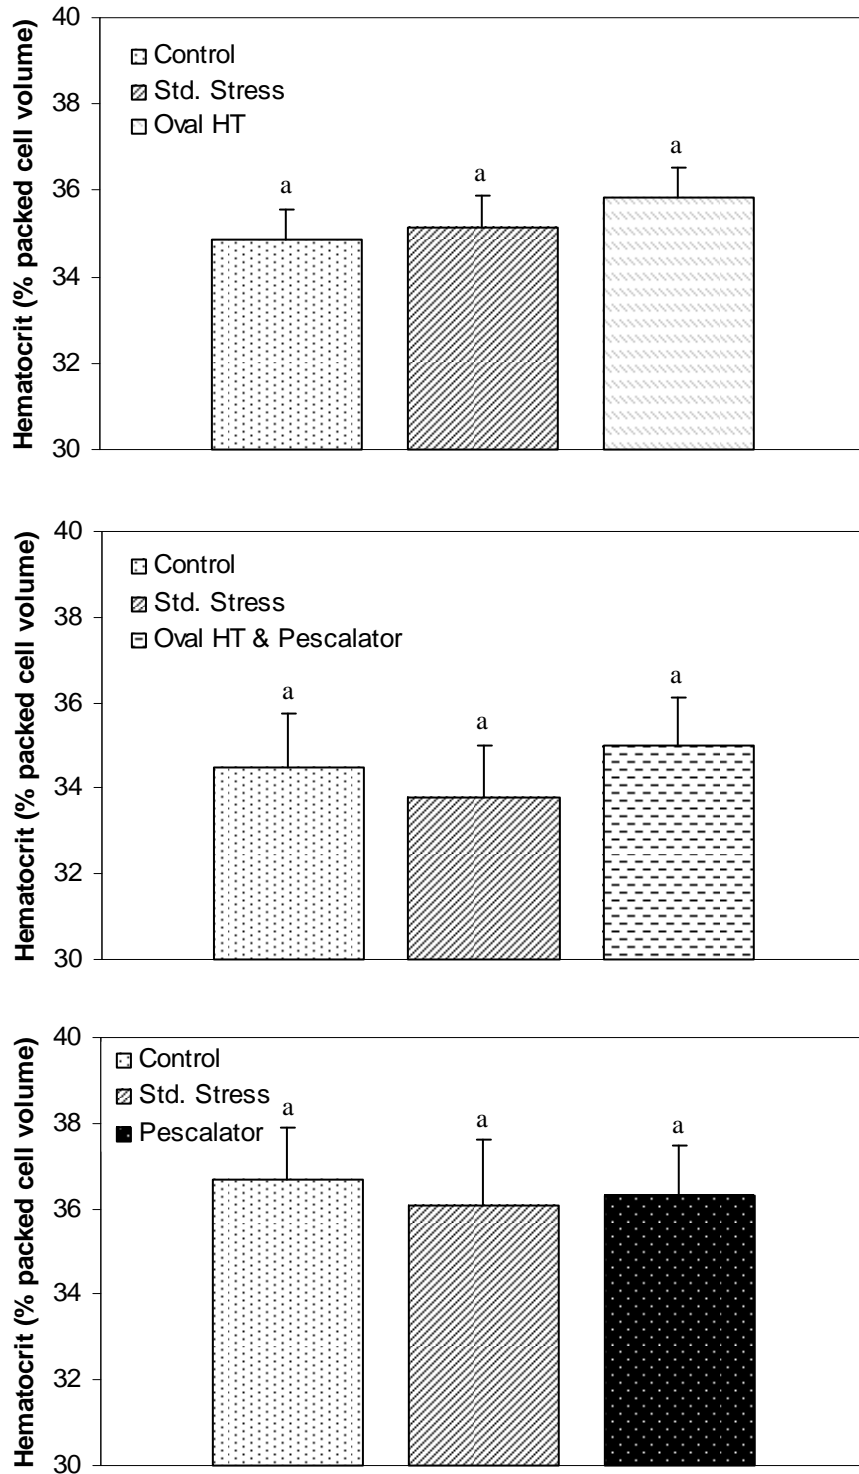 Hematocrit (% packed cell volume)
40
38
36
34
32
30
Control
Std. Stress
Oval HT
a
a
a
Hematocrit (% packed cell volume)
40
38
36
34
32
30
Control
Std. Stress
Oval HT & Pescalator
a
a
a
Hematocrit (% packed cell volume)
40
38
36
34
32
30
Control
Std. Stress
Pescalator
a
a
a